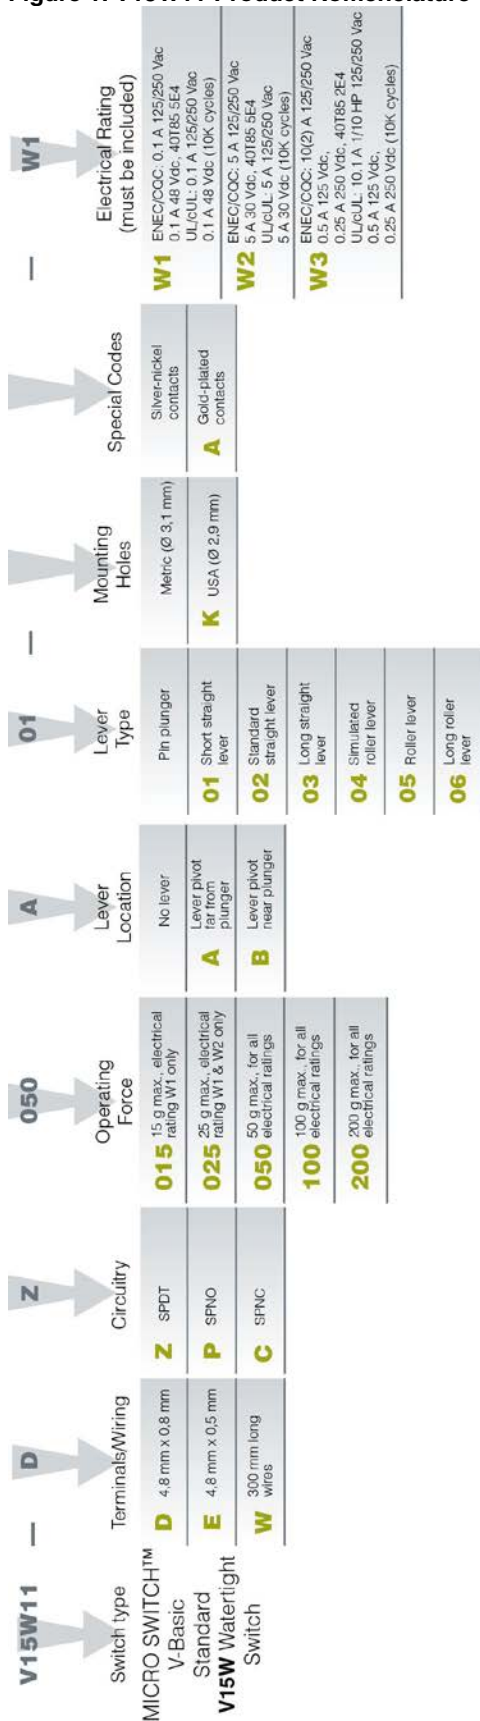 Figure 1. V15W11 Product Nomenclature
V15W11 — D Z 050 A 01 — W1
Switch type
MICRO SWITCH™
V-Basic
Standard
V15W Watertight
Switch
Terminals/Wiring
D 4,8 mm x 0,8 mm
E 4,8 mm x 0,5 mm
W 300 mm long
wires
Circuitry
Z SPDT
P SPNO
C SPNC
Operating
Force
015 15 g max., electrical
rating W1 only
025 25 g max., electrical
rating W1 & W2 only
050 50 g max., for all
electrical ratings
100 100 g max., for all
electrical ratings
200 200 g max., for all
electrical ratings
Lever
Location
No lever
A Lever pivot
far from
plunger
B Lever pivot
near plunger
Lever
Type
Pin plunger
01 Short straight
lever
02 Standard
straight lever
03 Long straight
lever
04 Simulated
roller lever
05 Roller lever
06 Long roller
lever
Mounting
Holes
Metric (Ø 3,1 mm)
K USA (Ø 2,9 mm)
Special Codes
Silver-nickel
contacts
A Gold-plated
contacts
Electrical Rating
(must be included)
W1 ENEC/CQC: 0.1 A 125/250 Vac
0.1 A 48 Vdc, 40T85 5E4
UL/cUL: 0.1 A 125/250 Vac
0.1 A 48 Vdc (10K cycles)
W2 ENEC/CQC: 5 A 125/250 Vac
5 A 30 Vdc, 40T85 5E4
UL/cUL: 5 A 125/250 Vac
5 A 30 Vdc (10K cycles)
W3 ENEC/CQC: 10(2) A 125/250 Vac
0.5 A 125 Vdc,
0.25 A 250 Vdc, 40T85 2E4
UL/cUL: 10.1 A 1/10 HP 125/250 Vac
0.5 A 125 Vdc,
0.25 A 250 Vdc (10K cycles)